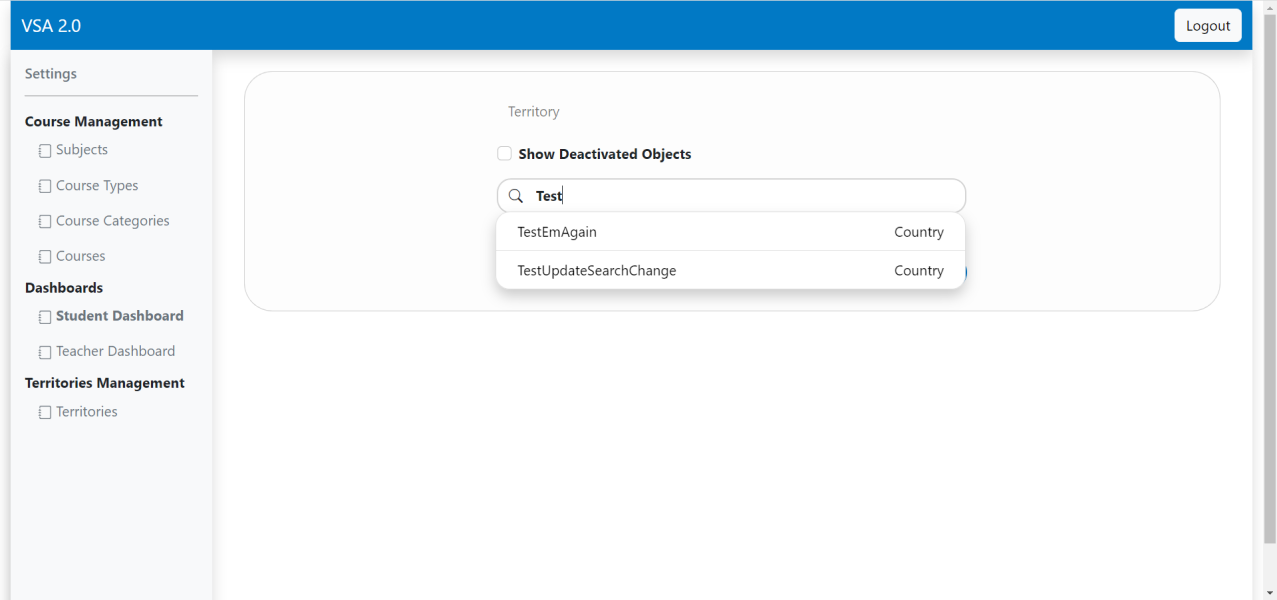 VSA 2.0
Logout
Settings
Course Management
Subjects
Course Types
Course Categories
Courses
Dashboards
Student Dashboard
Teacher Dashboard
Territories Management
Territories
Territory
Show Deactivated Objects
Test
TestEmAgain Country
TestUpdateSearchChange Country